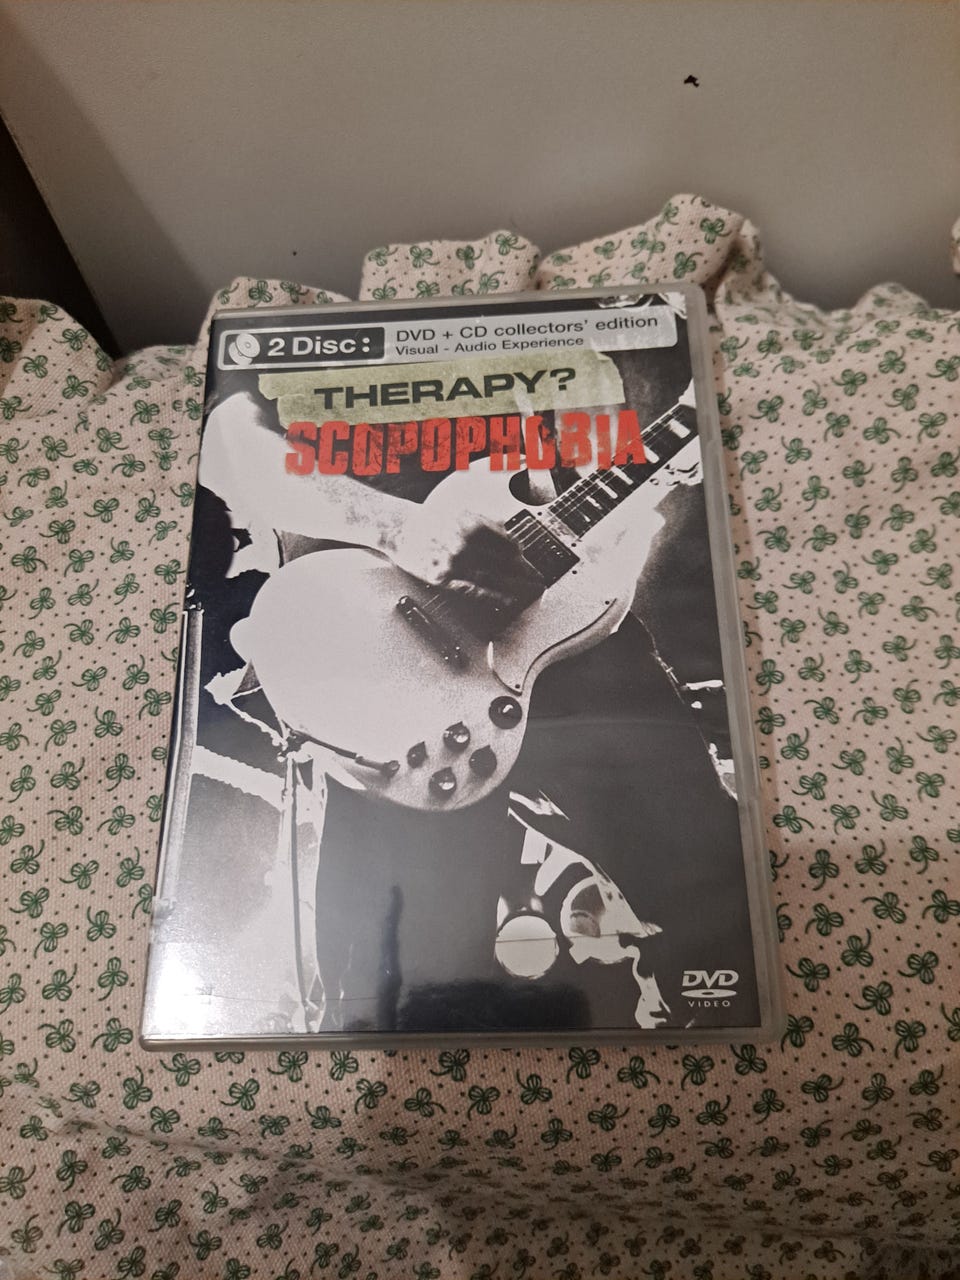 2 Disc:
DVD + CD collectors' edition
Visual - Audio Experience
THERAPY?
SCOPOPHOBIA
DVD
VIDEO